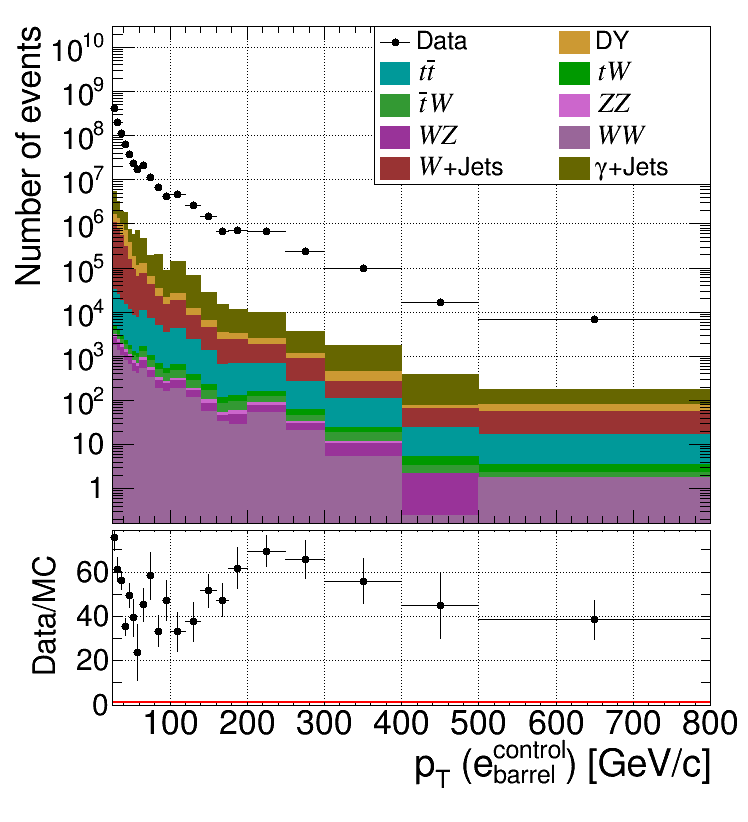 Number of events
10¹⁰
10⁹
10⁸
10⁷
10⁶
10⁵
10⁴
10³
10²
10
1
Data
DY
tt̄
tW
t̄W
ZZ
WZ
WW
W+Jets
γ+Jets
Data/MC
60
40
20
0
100 200 300 400 500 600 700 800
p_T (e^control_barrel) [GeV/c]